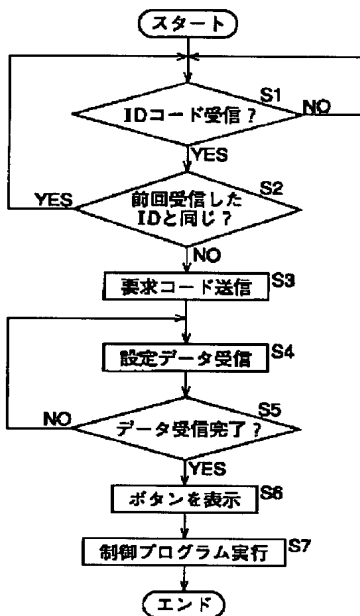 スタート
S1
IDコード受信？
NO
YES
S2
前回受信した
IDと同じ？
YES
NO
要求コード送信
S3
設定データ受信
S4
S5
データ受信完了？
NO
YES
ボタンを表示
S6
制御プログラム実行
S7
エンド